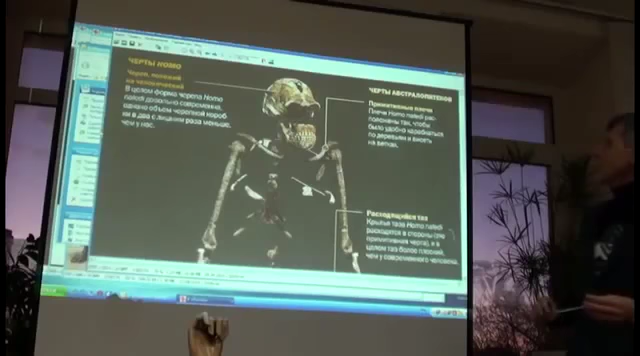 ЧЕРТЫ HOMO
Череп, похожий
на человеческий
В целом форма черепа Homo
naledi довольно современная,
однако объем черепной короб-
ки в два с лишним раза меньше,
чем у нас.
ЧЕРТЫ АВСТРАЛОПИТЕКОВ
Примитивные плечи
Плечи Homo naledi рас-
положены так, чтобы
было удобно карабкаться
по деревьям и висеть
на ветках.
Расходящийся таз
Крылья таза Homo naledi
расходятся в стороны (это
примитивная черта), и в
целом таз более плоский,
чем у современного человека.